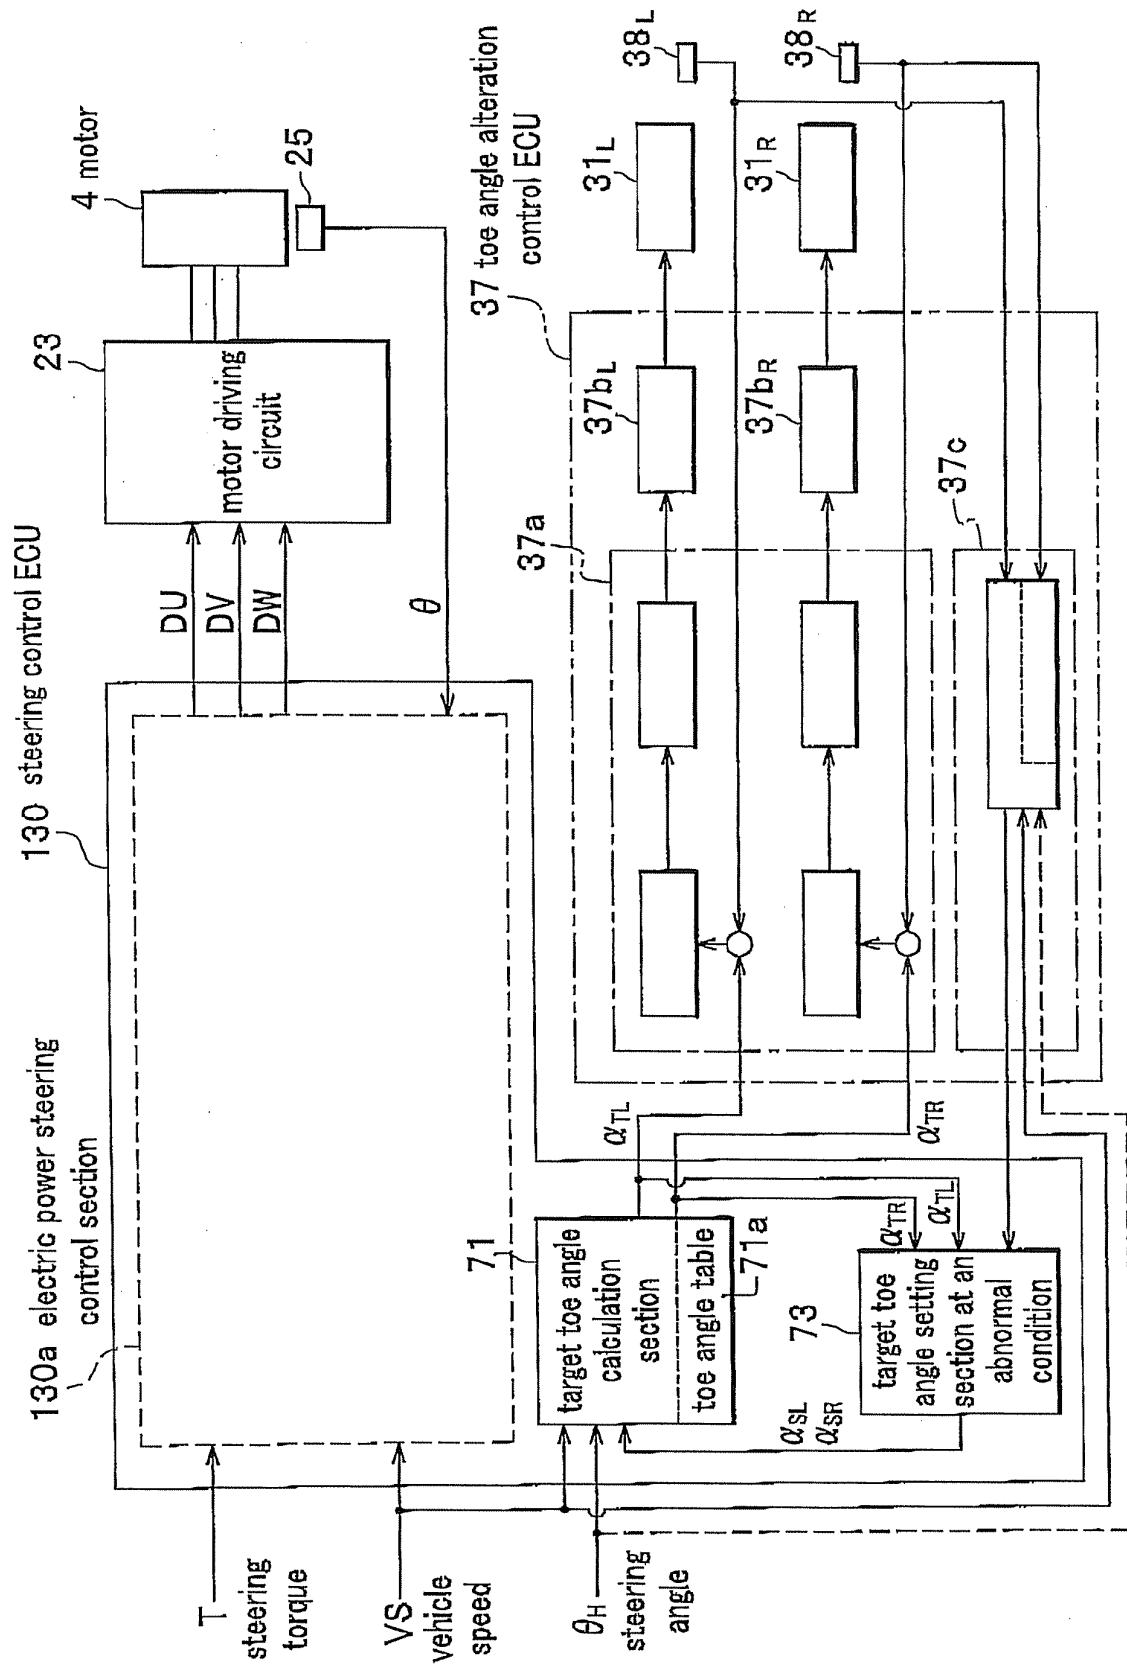 130 steering control ECU
130a electric power steering
control section
T
steering
torque
VS
vehicle
speed
θH
steering
angle
DU
DV
DW
θ
23
motor driving
circuit
4 motor
25
71
target toe angle
calculation
section
toe angle table
71a
αTL
αTR
αTR
αTL
73
target toe
angle setting
section at an
abnormal
condition
αSL
αSR
37 toe angle alteration
control ECU
37a
37bL
37bR
37c
31L
31R
38L
38R